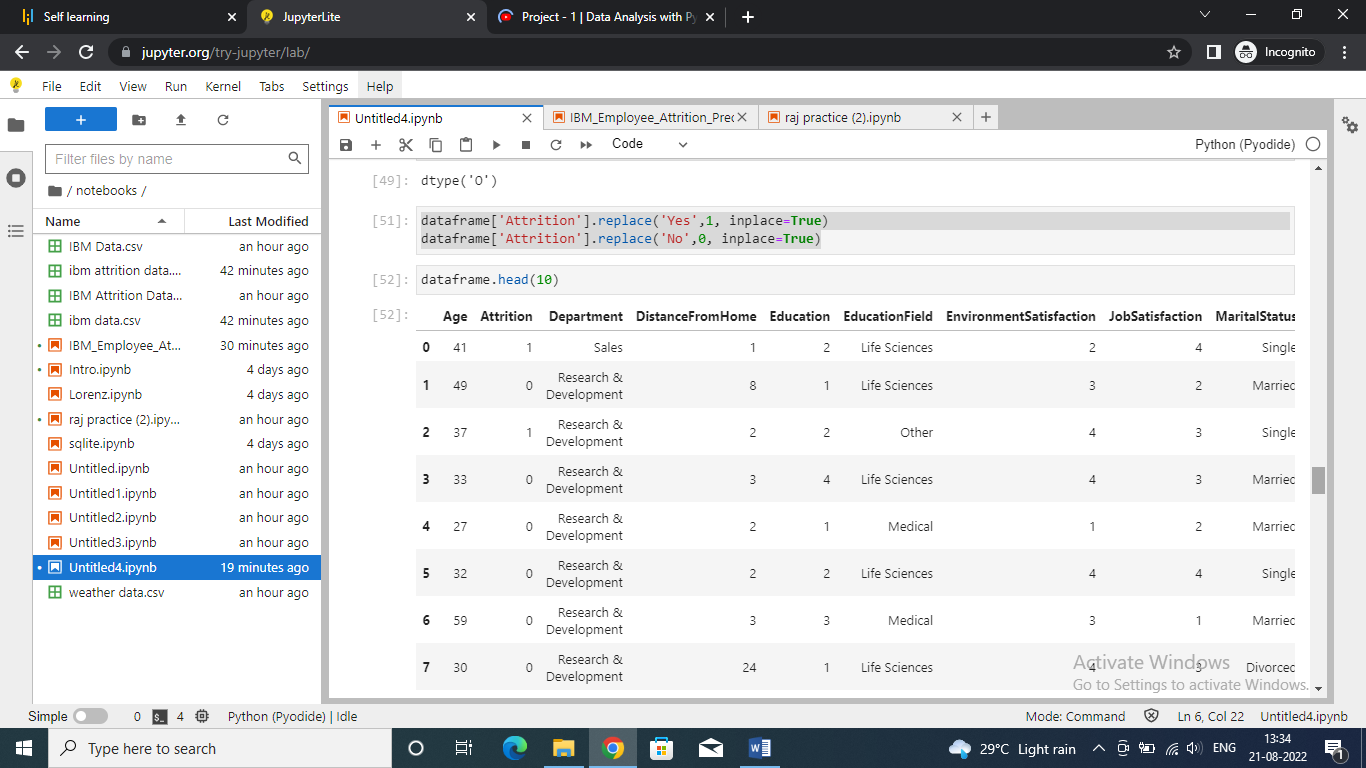 Self learning
JupyterLite
Project - 1 | Data Analysis with Py
jupyter.org/try-jupyter/lab/
Incognito
File Edit View Run Kernel Tabs Settings Help
Untitled4.ipynb
IBM_Employee_Attrition_Prec
raj practice (2).ipynb
Code
Python (Pyodide)
Filter files by name
/ notebooks /
Name Last Modified
IBM Data.csv an hour ago
ibm attrition data.... 42 minutes ago
IBM Attrition Data... an hour ago
ibm data.csv 42 minutes ago
IBM_Employee_At... 30 minutes ago
Intro.ipynb 4 days ago
Lorenz.ipynb 4 days ago
raj practice (2).ipy... an hour ago
sqlite.ipynb 4 days ago
Untitled.ipynb an hour ago
Untitled1.ipynb an hour ago
Untitled2.ipynb an hour ago
Untitled3.ipynb an hour ago
Untitled4.ipynb 19 minutes ago
weather data.csv an hour ago
[49]: dtype('O')
[51]: dataframe['Attrition'].replace('Yes',1, inplace=True)
dataframe['Attrition'].replace('No',0, inplace=True)
[52]: dataframe.head(10)
[52]: Age Attrition Department DistanceFromHome Education EducationField EnvironmentSatisfaction JobSatisfaction MaritalStatus
0 41 1 Sales 1 2 Life Sciences 2 4 Single
1 49 0 Research & Development 8 1 Life Sciences 3 2 Married
2 37 1 Research & Development 2 2 Other 4 3 Single
3 33 0 Research & Development 3 4 Life Sciences 4 3 Married
4 27 0 Research & Development 2 1 Medical 1 2 Married
5 32 0 Research & Development 2 2 Life Sciences 4 4 Single
6 59 0 Research & Development 3 3 Medical 3 1 Married
7 30 0 Research & Development 24 1 Life Sciences 4 3 Divorced
Activate Windows
Go to Settings to activate Windows.
Simple 0 4 Python (Pyodide) | Idle
Mode: Command Ln 6, Col 22 Untitled4.ipynb
Type here to search
29°C Light rain
ENG
13:34
21-08-2022
1